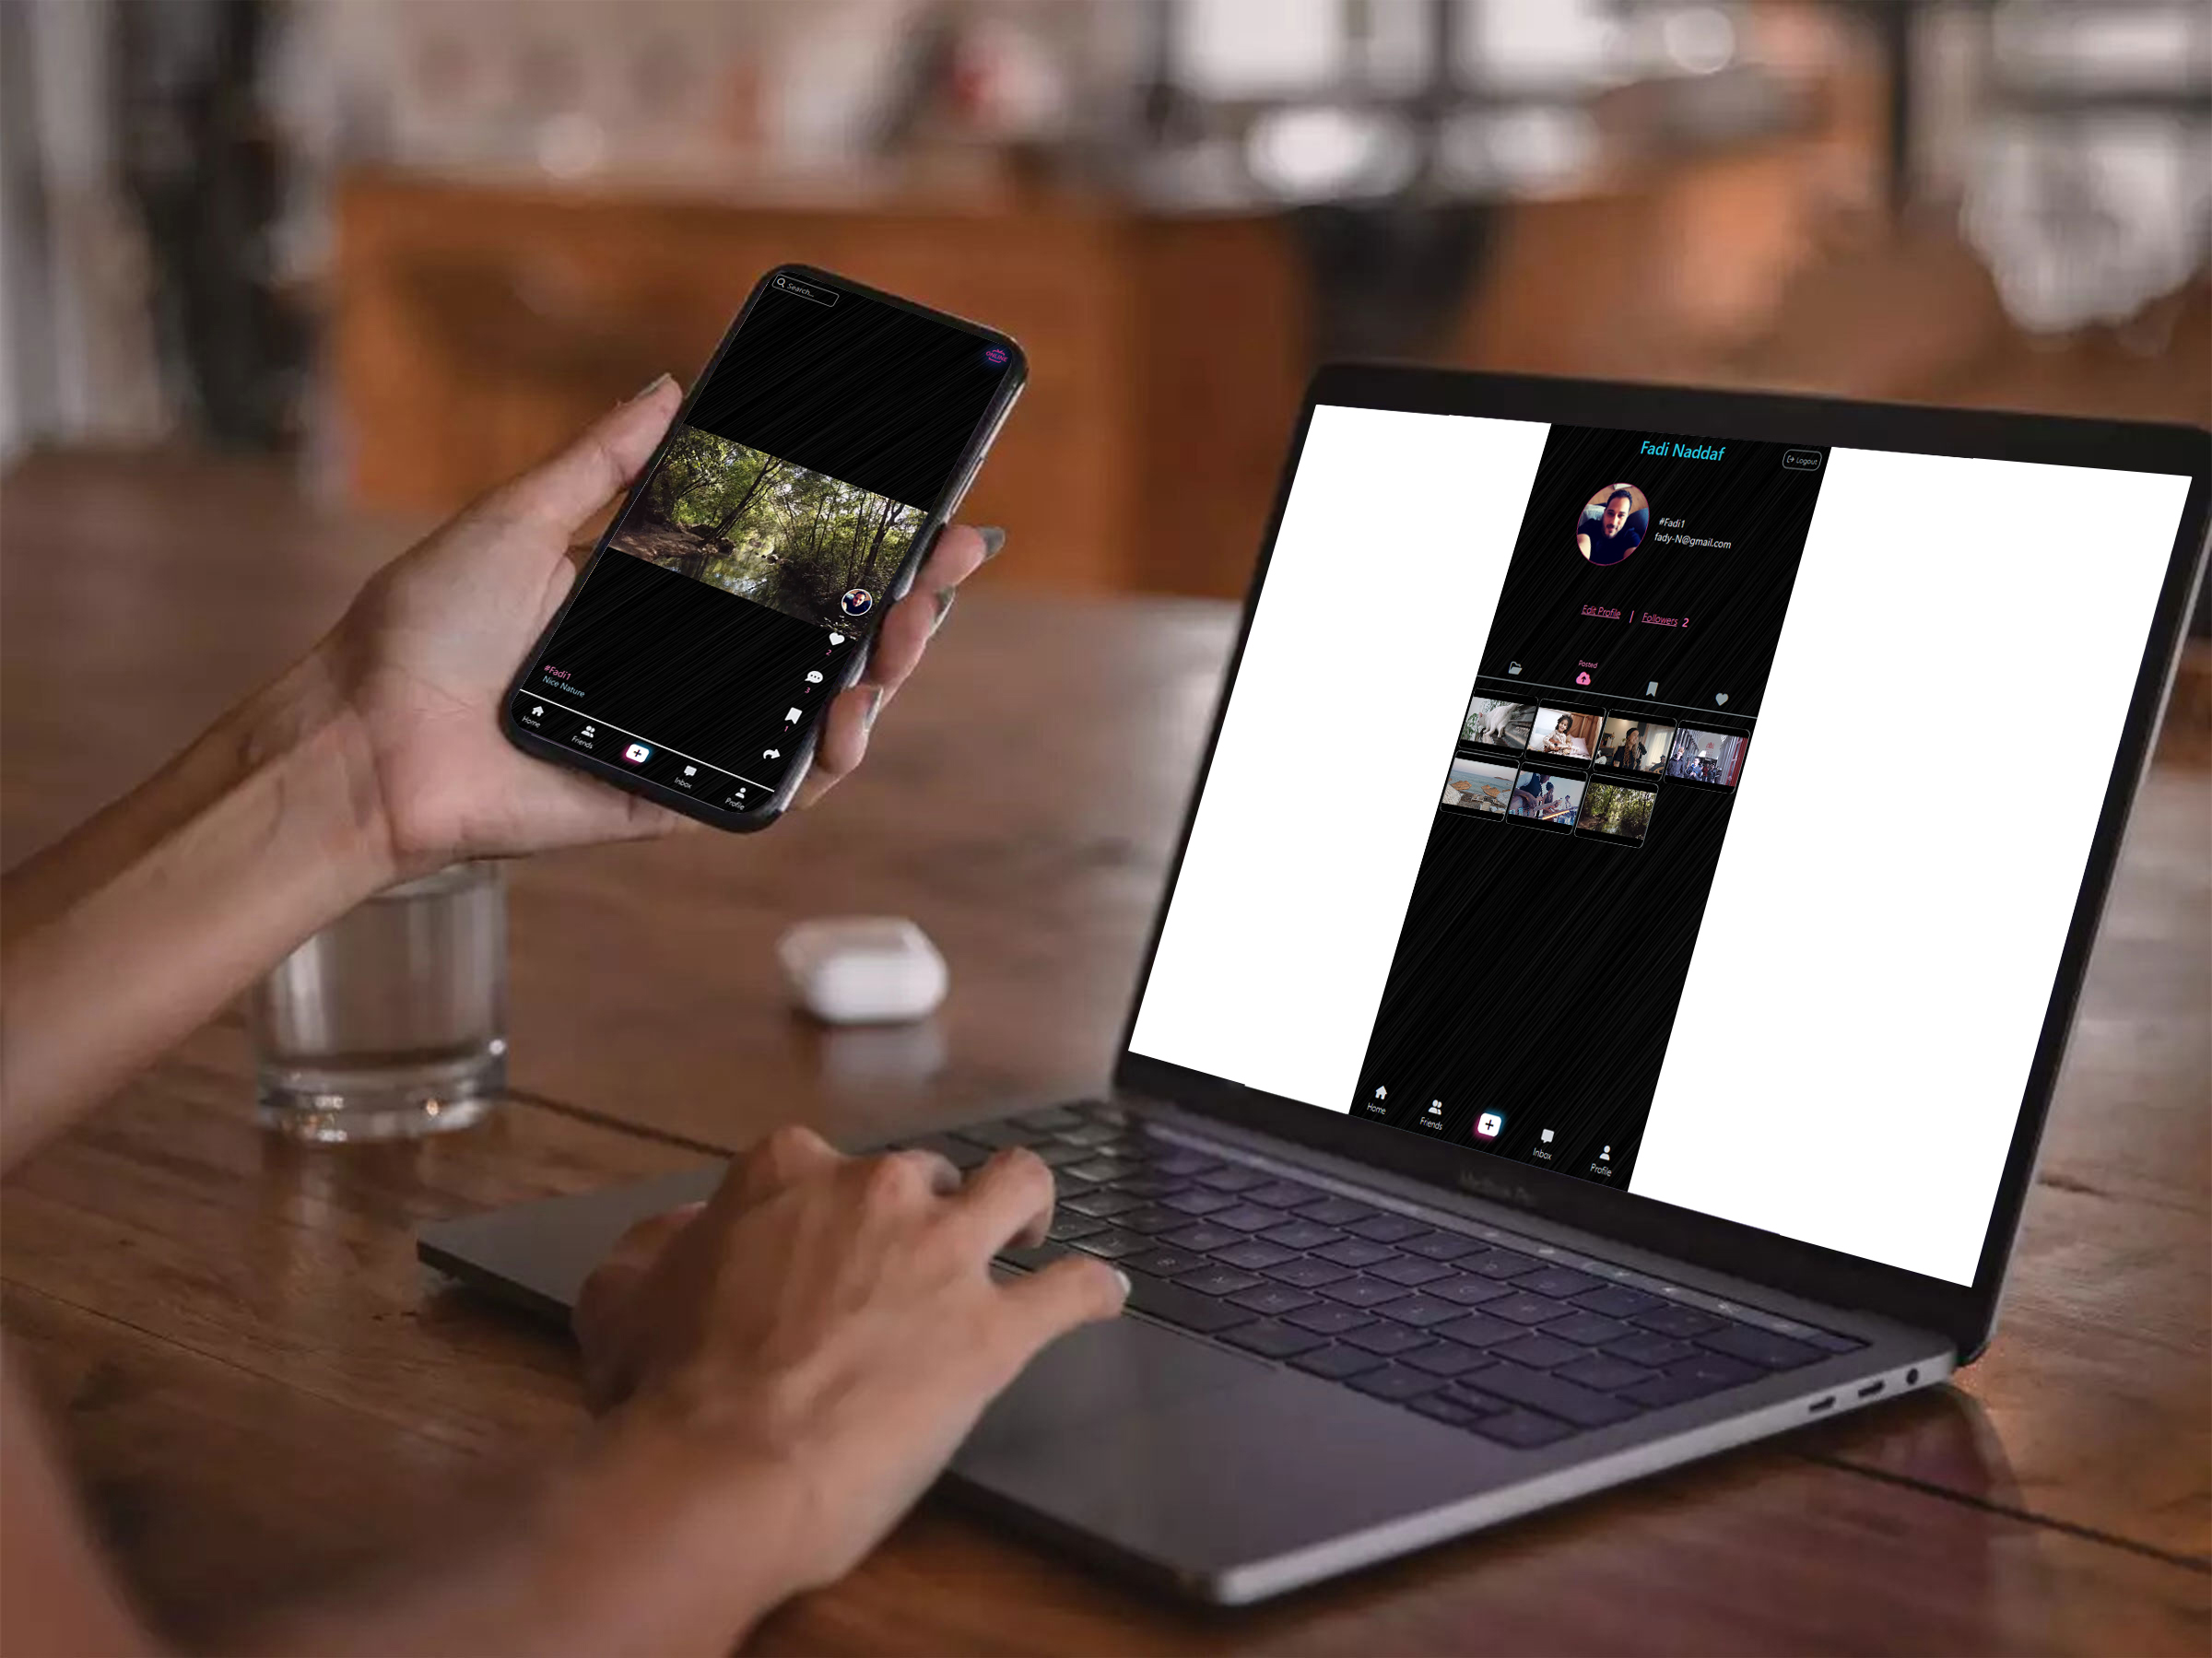 Search...
ONLINE
2
3
1
#Fadi1
Nice Nature
Home
Friends
Inbox
Profile
Fadi Naddaf
Logout
#Fadi1
fady-N@gmail.com
Edit Profile | Followers 2
Posted
Home
Friends
Inbox
Profile
MacBook Pro